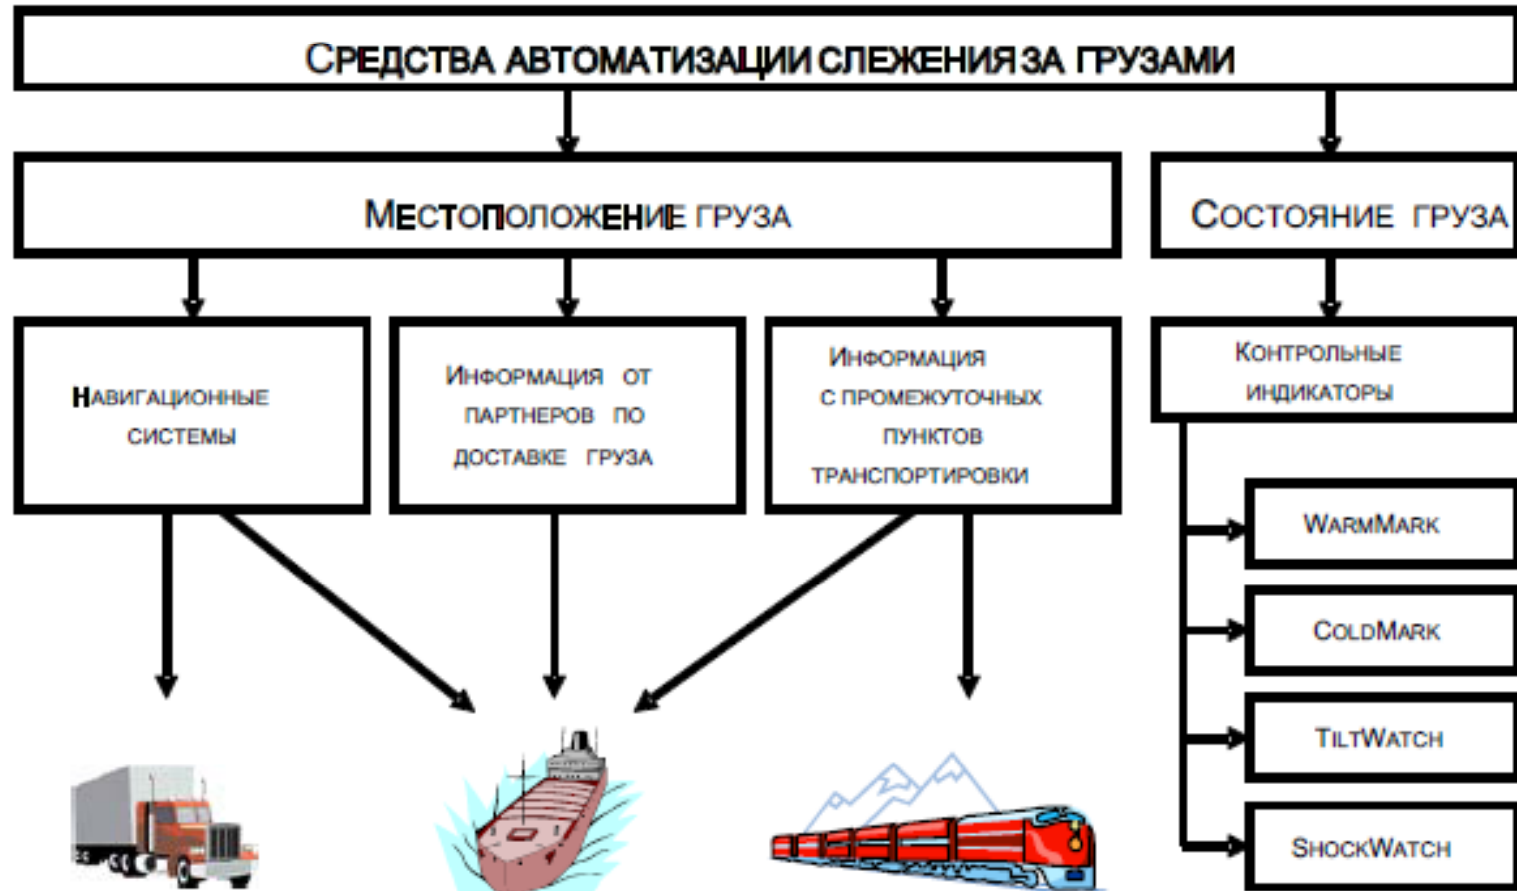 СРЕДСТВА АВТОМАТИЗАЦИИ СЛЕЖЕНИЯ ЗА ГРУЗАМИ
МЕСТОПОЛОЖЕНИЕ ГРУЗА
СОСТОЯНИЕ ГРУЗА
НАВИГАЦИОННЫЕ
СИСТЕМЫ
ИНФОРМАЦИЯ ОТ
ПАРТНЕРОВ ПО
ДОСТАВКЕ ГРУЗА
ИНФОРМАЦИЯ
С ПРОМЕЖУТОЧНЫХ
ПУНКТОВ
ТРАНСПОРТИРОВКИ
КОНТРОЛЬНЫЕ
ИНДИКАТОРЫ
WARMMARK
COLDMARK
TILTWATCH
SHOCKWATCH